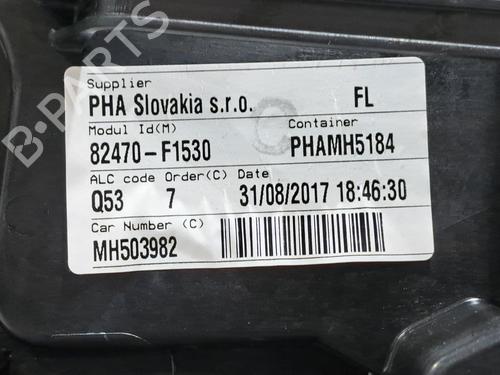 B-PARTS
Supplier
PHA Slovakia s.r.o. FL
Modul Id(M) Container
82470-F1530 PHAMH5184
ALC code Order(C) Date
Q53 7 31/08/2017 18:46:30
Car Number (C)
MH503982